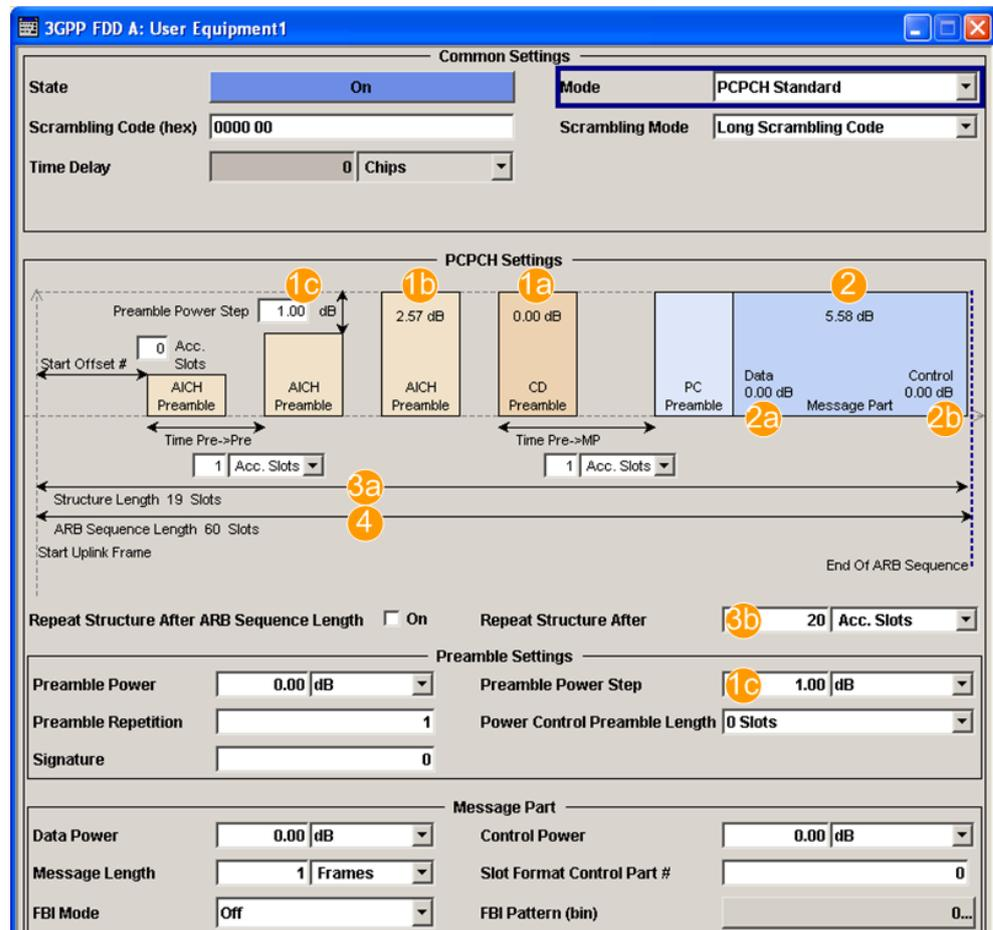 3GPP FDD A: User Equipment1
Common Settings
State On Mode PCPCH Standard
Scrambling Code (hex) 0000 00 Scrambling Mode Long Scrambling Code
Time Delay 0 Chips
PCPCH Settings
1c 1b 1a 2
Preamble Power Step 1.00 dB 2.57 dB 0.00 dB 5.58 dB
0 Acc.
Start Offset # Slots
AICH AICH AICH CD PC Data Control
Preamble Preamble Preamble Preamble Preamble 0.00 dB Message Part 0.00 dB
2a 2b
Time Pre->Pre Time Pre->MP
1 Acc. Slots 1 Acc. Slots
3a
Structure Length 19 Slots
4
ARB Sequence Length 60 Slots
Start Uplink Frame
End Of ARB Sequence
Repeat Structure After ARB Sequence Length On Repeat Structure After 3b 20 Acc. Slots
Preamble Settings
Preamble Power 0.00 dB Preamble Power Step 1c 1.00 dB
Preamble Repetition 1 Power Control Preamble Length 0 Slots
Signature 0
Message Part
Data Power 0.00 dB Control Power 0.00 dB
Message Length 1 Frames Slot Format Control Part # 0
FBI Mode Off FBI Pattern (bin) 0...